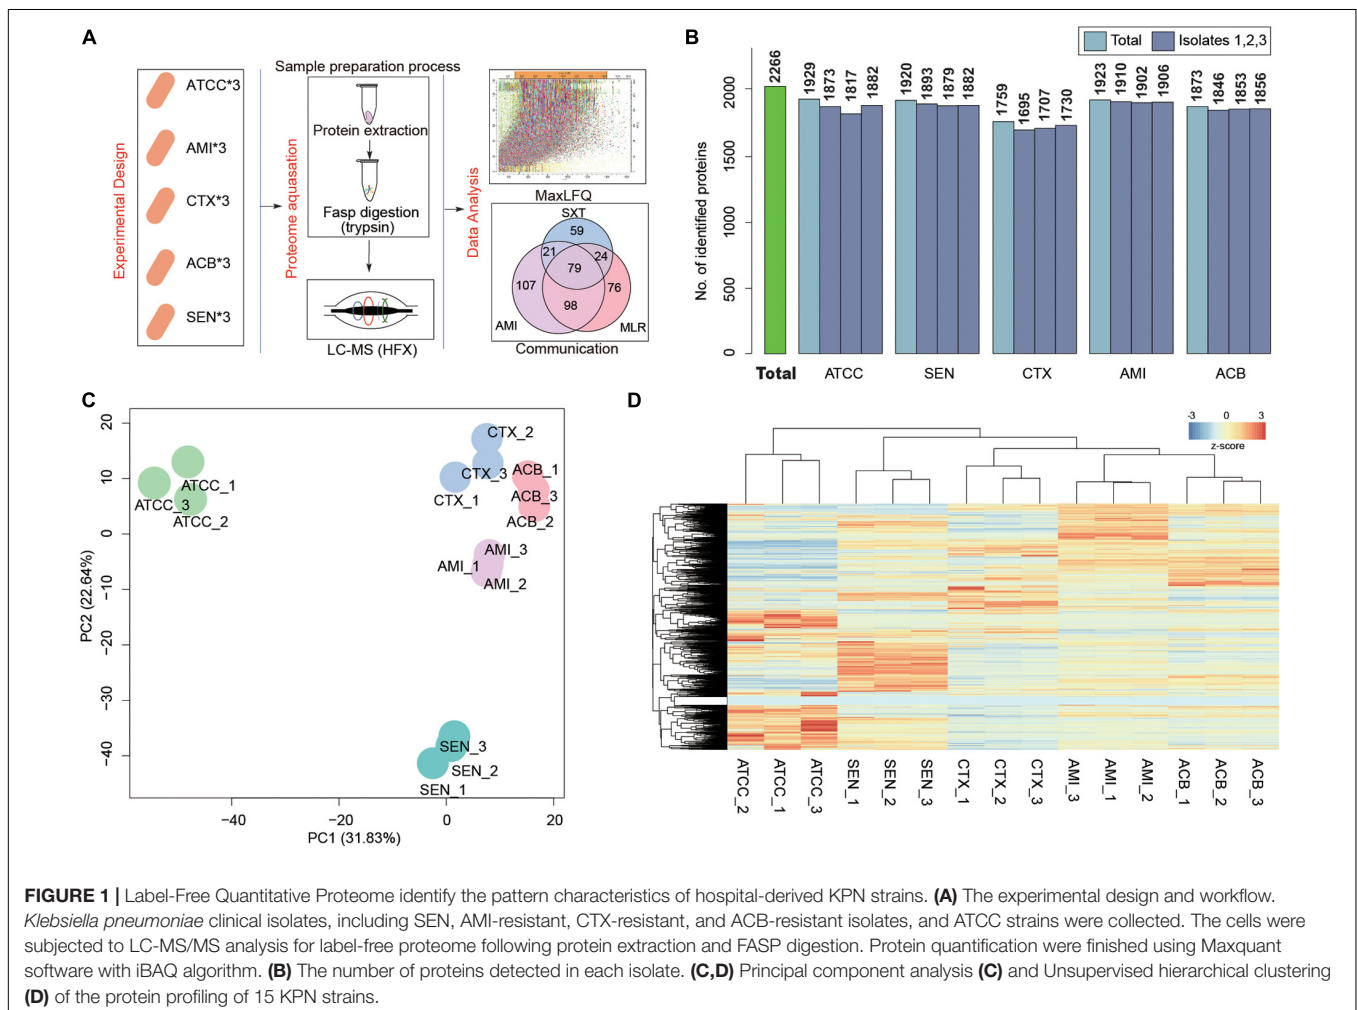 A
Experimental Design
ATCC*3
AMI*3
CTX*3
ACB*3
SEN*3
Proteome aquasation
Sample preparation process
Protein extraction
Fasp digestion
(trypsin)
LC-MS (HFX)
Data Analysis
MaxLFQ
SXT
59
21
24
79
107
76
98
AMI
MLR
Communication
B
Total
Isolates 1,2,3
No. of identified proteins
2000
1500
1000
500
0
2266
1929
1873
1817
1882
1920
1893
1879
1882
1759
1695
1707
1730
1923
1910
1902
1906
1873
1846
1853
1856
Total
ATCC
SEN
CTX
AMI
ACB
C
PC2 (22.64%)
20
10
0
−10
−20
−30
−40
CTX_2
CTX_3
CTX_1
ACB_1
ACB_3
ACB_2
ATCC_1
ATCC_3
ATCC_2
AMI_3
AMI_1
AMI_2
SEN_3
SEN_2
SEN_1
−40
−20
0
20
PC1 (31.83%)
D
-3
0
3
z-score
ATCC_2
ATCC_1
ATCC_3
SEN_1
SEN_2
SEN_3
CTX_1
CTX_2
CTX_3
AMI_3
AMI_1
AMI_2
ACB_1
ACB_2
ACB_3
FIGURE 1 | Label-Free Quantitative Proteome identify the pattern characteristics of hospital-derived KPN strains. (A) The experimental design and workflow.
Klebsiella pneumoniae clinical isolates, including SEN, AMI-resistant, CTX-resistant, and ACB-resistant isolates, and ATCC strains were collected. The cells were
subjected to LC-MS/MS analysis for label-free proteome following protein extraction and FASP digestion. Protein quantification were finished using Maxquant
software with iBAQ algorithm. (B) The number of proteins detected in each isolate. (C,D) Principal component analysis (C) and Unsupervised hierarchical clustering
(D) of the protein profiling of 15 KPN strains.